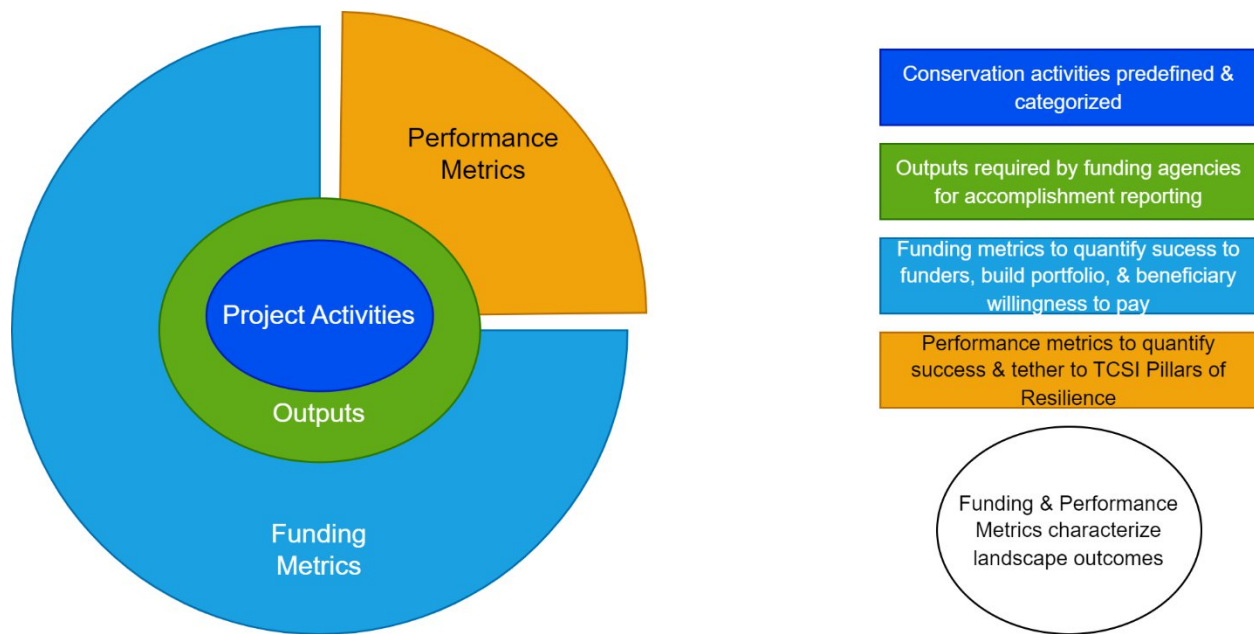 Performance
Metrics
Project Activities
Outputs
Funding
Metrics
Conservation activities predefined &
categorized
Outputs required by funding agencies
for accomplishment reporting
Funding metrics to quantify sucess to
funders, build portfolio, & beneficiary
willingness to pay
Performance metrics to quantify
success & tether to TCSI Pillars of
Resilience
Funding & Performance
Metrics characterize
landscape outcomes